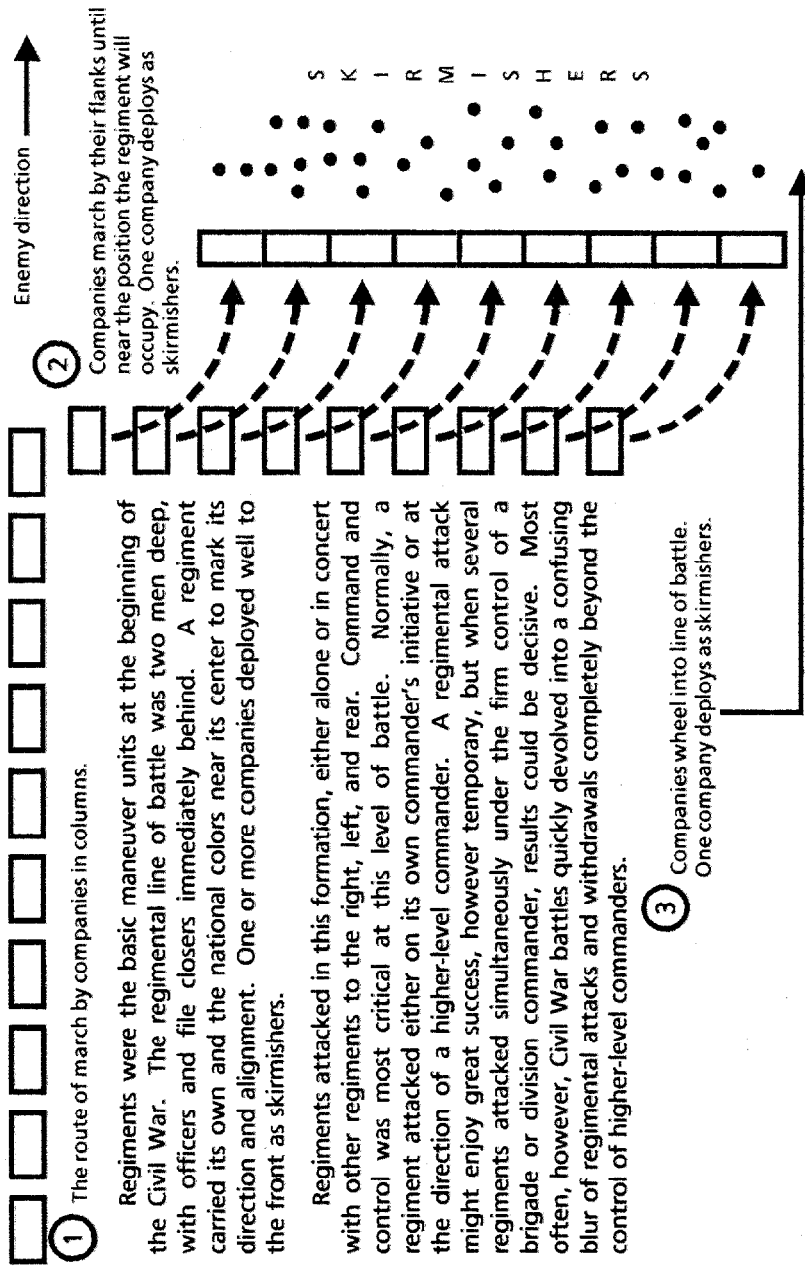 Enemy direction
1 The route of march by companies in columns.
2
Companies march by their flanks until
near the position the regiment will
occupy. One company deploys as
skirmishers.
Regiments were the basic maneuver units at the beginning of
the Civil War. The regimental line of battle was two men deep,
with officers and file closers immediately behind. A regiment
carried its own and the national colors near its center to mark its
direction and alignment. One or more companies deployed well to
the front as skirmishers.
Regiments attacked in this formation, either alone or in concert
with other regiments to the right, left, and rear. Command and
control was most critical at this level of battle. Normally, a
regiment attacked either on its own commander's initiative or at
the direction of a higher-level commander. A regimental attack
might enjoy great success, however temporary, but when several
regiments attacked simultaneously under the firm control of a
brigade or division commander, results could be decisive. Most
often, however, Civil War battles quickly devolved into a confusing
blur of regimental attacks and withdrawals completely beyond the
control of higher-level commanders.
SKIRMISHERS
3 Companies wheel into line of battle.
One company deploys as skirmishers.